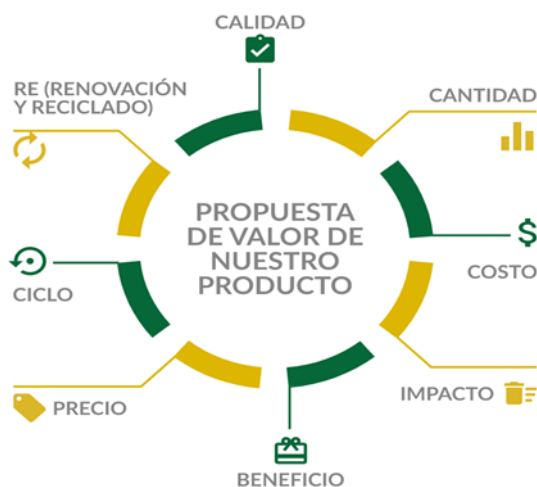 CALIDAD
RE (RENOVACIÓN
Y RECICLADO)
CANTIDAD
PROPUESTA
DE VALOR DE
NUESTRO
PRODUCTO
$
COSTO
CICLO
IMPACTO
PRECIO
BENEFICIO